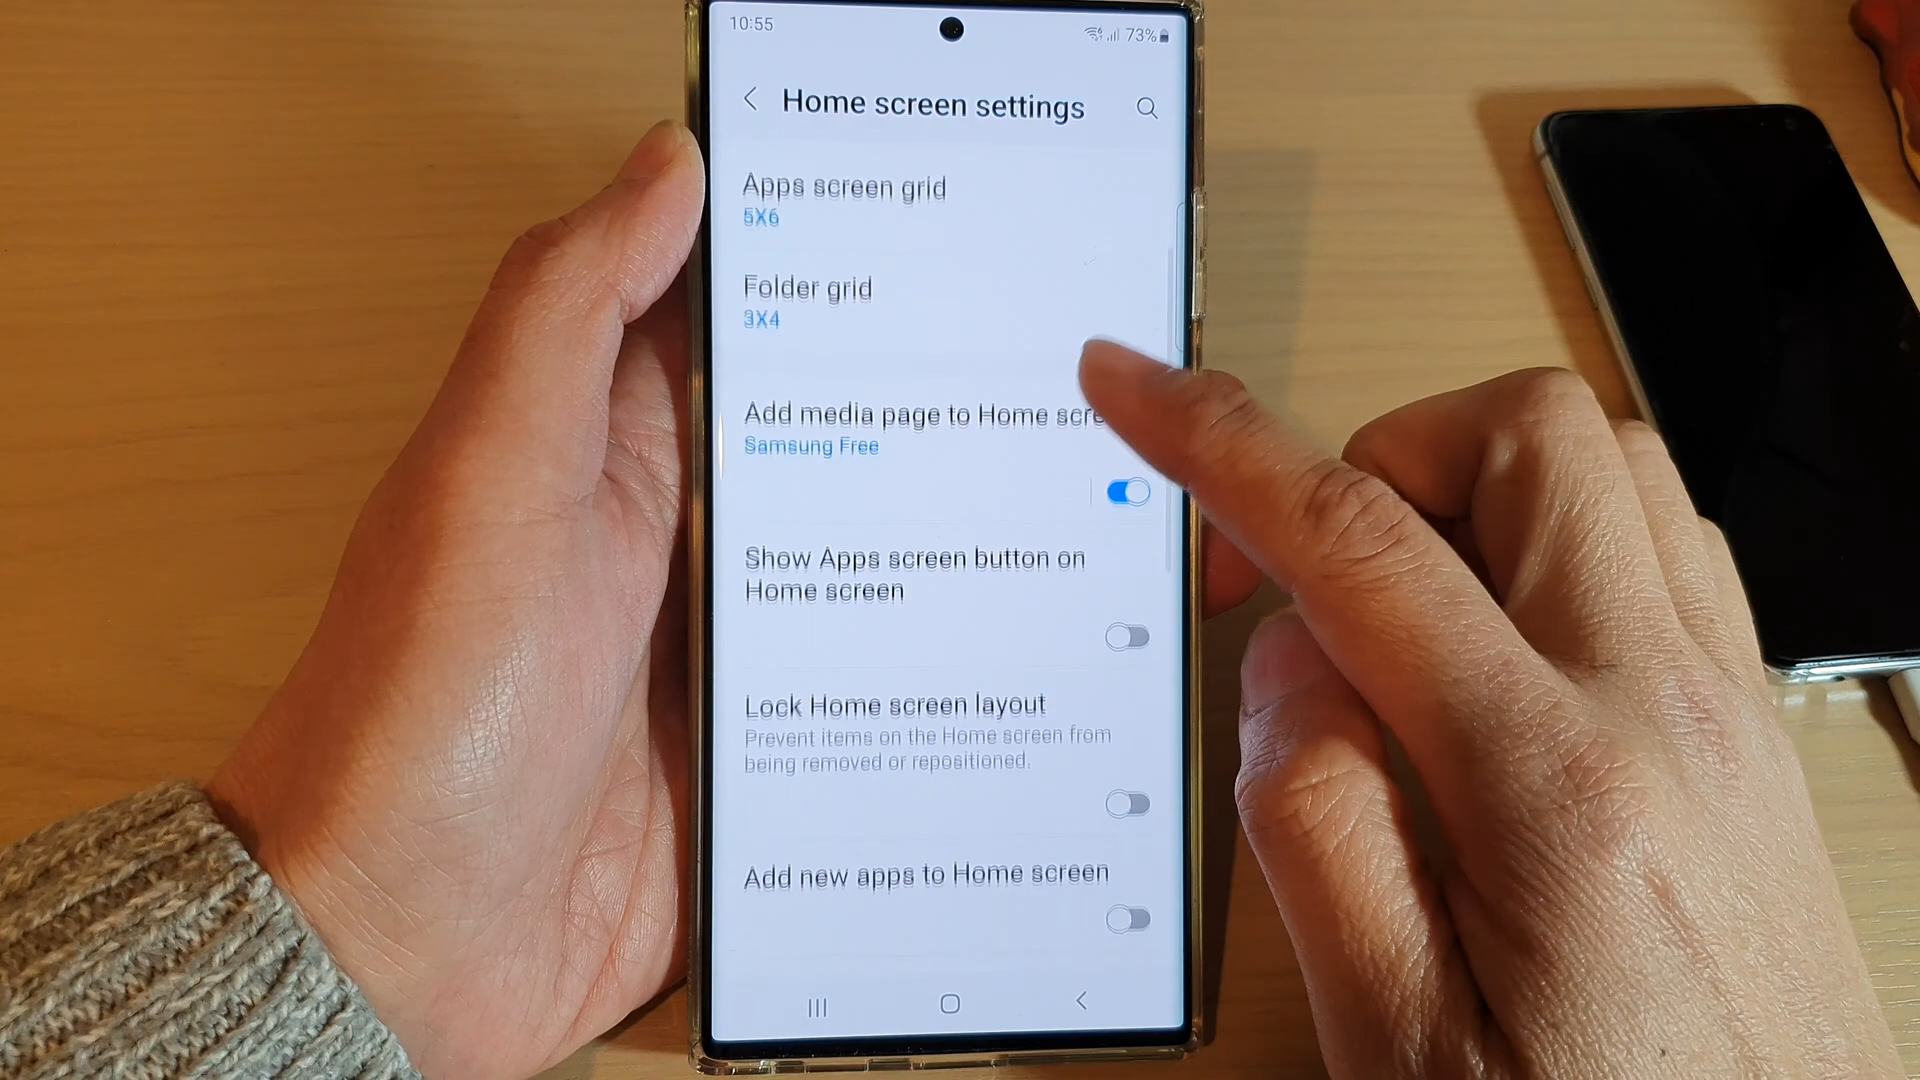 10:55
73%
Home screen settings
Apps screen grid
5X6
Folder grid
3X4
Add media page to Home scre
Samsung Free
Show Apps screen button on
Home screen
Lock Home screen layout
Prevent items on the Home screen from
being removed or repositioned.
Add new apps to Home screen